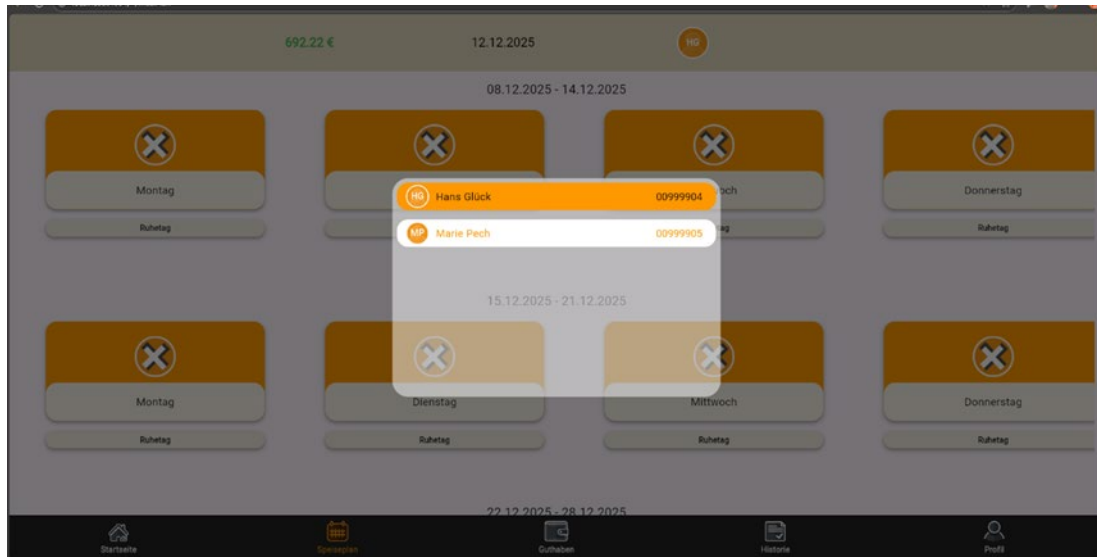 692.22 €
12.12.2025
HG
08.12.2025 - 14.12.2025
Montag
Donnerstag
Ruhetag
Ruhetag
HG Hans Glück 00999904
MP Marie Pech 00999905
15.12.2025 - 21.12.2025
Montag
Dienstag
Mittwoch
Donnerstag
Ruhetag
Ruhetag
Ruhetag
Ruhetag
22.12.2025 - 28.12.2025
Startseite
Speiseplan
Guthaben
Historie
Profil